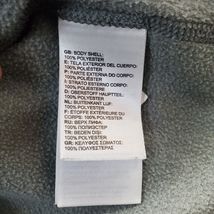 GB: BODY SHELL:
100% POLYESTER
E: TELA EXTERIOR DEL CUERPO:
100% POLIÉSTER
P: PARTE EXTERNA DO CORPO:
100% POLIÉSTER
I: STRATO ESTERNO CORPO:
100% POLIESTERE
D: OBERSTOFF HAUPTTEIL:
100% POLYESTER
NL: BUITENKANT LIJF:
100% POLYESTER
F: ETOFFE EXTÉRIEURE DU
CORPS: 100% POLYESTER
RU: ВЕРХ ЛИФА:
100% ПОЛИЭСТЕР
TR: BEDEN DISI:
100% POLYESTER
GR: ΚΕΛΥΦΟΣ ΣΩΜΑΤΟΣ:
100% ΠΟΛΥΕΣΤΕΡΑΣ